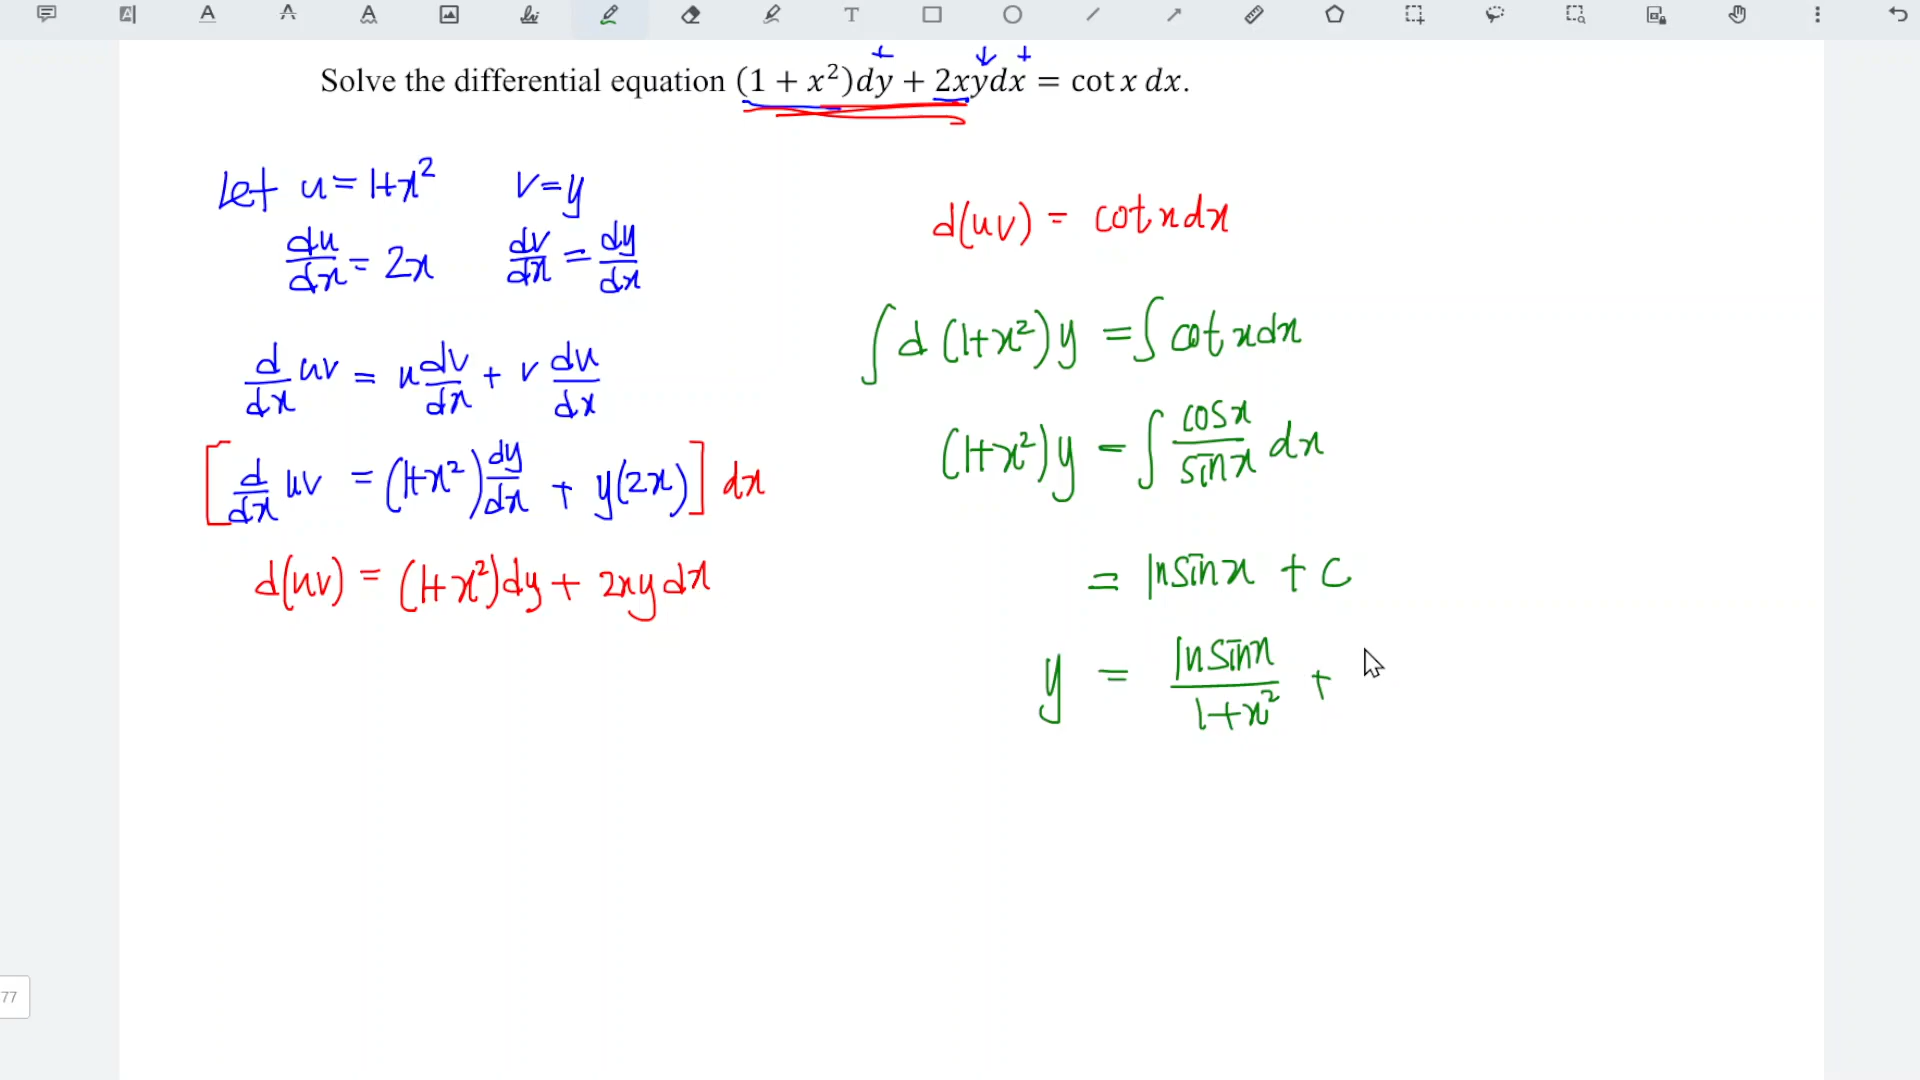 Solve the differential equation (1 + x²)dy + 2xydx = cot x dx.
Let u = 1+x² v = y
du/dx = 2x dv/dx = dy/dx
d/dx uv = u dv/dx + v du/dx
[d/dx uv = (1+x²) dy/dx + y(2x)] dx
d(uv) = (1+x²)dy + 2xy dx
d(uv) = cot x dx
∫ d (1+x²) y = ∫ cot x dx
(1+x²) y = ∫ cos x / sin x dx
= ln sin x + c
y = ln sin x / 1+x² +
77